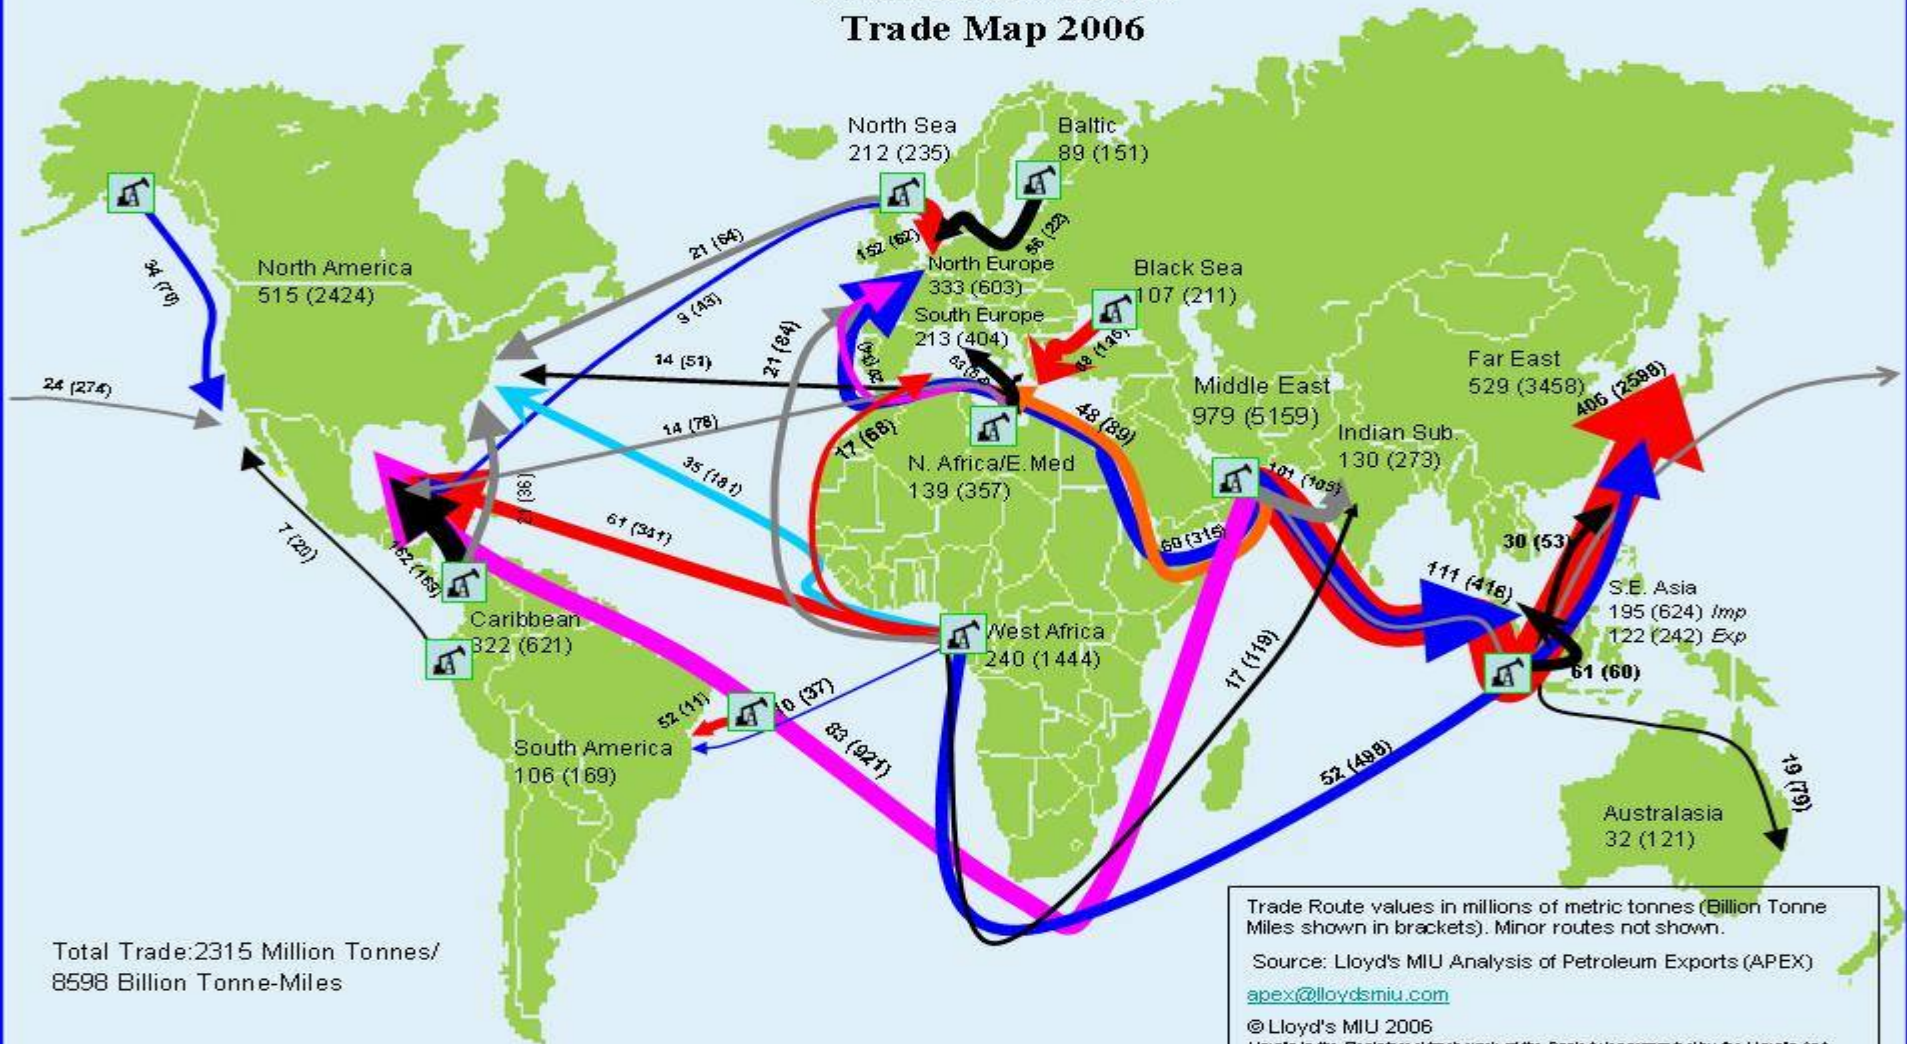 Trade Map 2006
North Sea
212 (235)
Baltic
89 (151)
21 (64)
152 (62)
56 (22)
34 (70)
North America
515 (2424)
North Europe
333 (603)
South Europe
213 (404)
Black Sea
107 (211)
9 (43)
21 (84)
14 (51)
24 (274)
Far East
529 (3458)
406 (2598)
Middle East
979 (5159)
48 (89)
Indian Sub.
130 (273)
14 (78)
17 (68)
35 (181)
N. Africa/E.Med
139 (357)
101 (105)
(36)
61 (341)
7 (20)
60 (315)
30 (53)
111 (418)
162 (169)
S.E. Asia
195 (624) Imp
122 (242) Exp
Caribbean
322 (621)
West Africa
240 (1444)
17 (119)
61 (60)
10 (37)
52 (11)
South America
106 (169)
83 (921)
52 (498)
19 (79)
Australasia
32 (121)
Total Trade:2315 Million Tonnes/
8598 Billion Tonne-Miles
Trade Route values in millions of metric tonnes (Billion Tonne
Miles shown in brackets). Minor routes not shown.
Source: Lloyd's MIU Analysis of Petroleum Exports (APEX)
apex@lloydsmiu.com
© Lloyd's MIU 2006